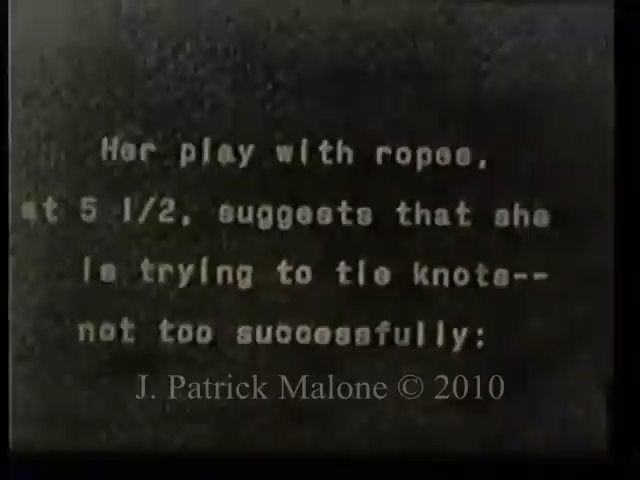 Her play with ropes,
at 5 1/2, suggests that she
is trying to tie knots--
not too successfully:
J. Patrick Malone © 2010